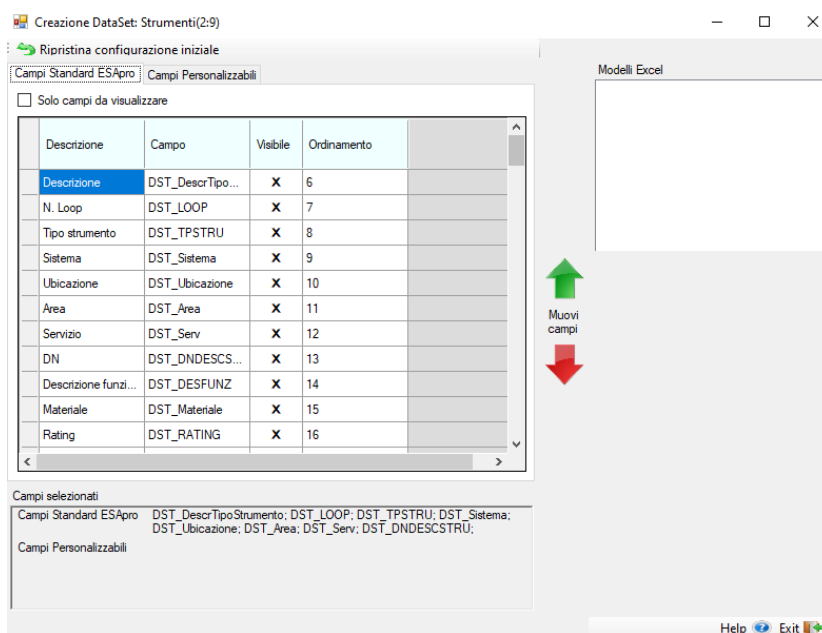 Creazione DataSet: Strumenti(2:9)
Ripristina configurazione iniziale
Campi Standard ESApro Campi Personalizzabili
Modelli Excel
Solo campi da visualizzare
Descrizione Campo Visibile Ordinamento
Descrizione DST_DescrTipo... X 6
N. Loop DST_LOOP X 7
Tipo strumento DST_TPSTRU X 8
Sistema DST_Sistema X 9
Ubicazione DST_Ubicazione X 10
Area DST_Area X 11
Servizio DST_Serv X 12
DN DST_DNDESCS... X 13
Descrizione funzi... DST_DESFUNZ X 14
Materiale DST_Materiale X 15
Rating DST_RATING X 16
Muovi
campi
Campi selezionati
Campi Standard ESApro DST_DescrTipoStrumento; DST_LOOP; DST_TPSTRU; DST_Sistema;
DST_Ubicazione; DST_Area; DST_Serv; DST_DNDESCSTRU;
Campi Personalizzabili
Help Exit